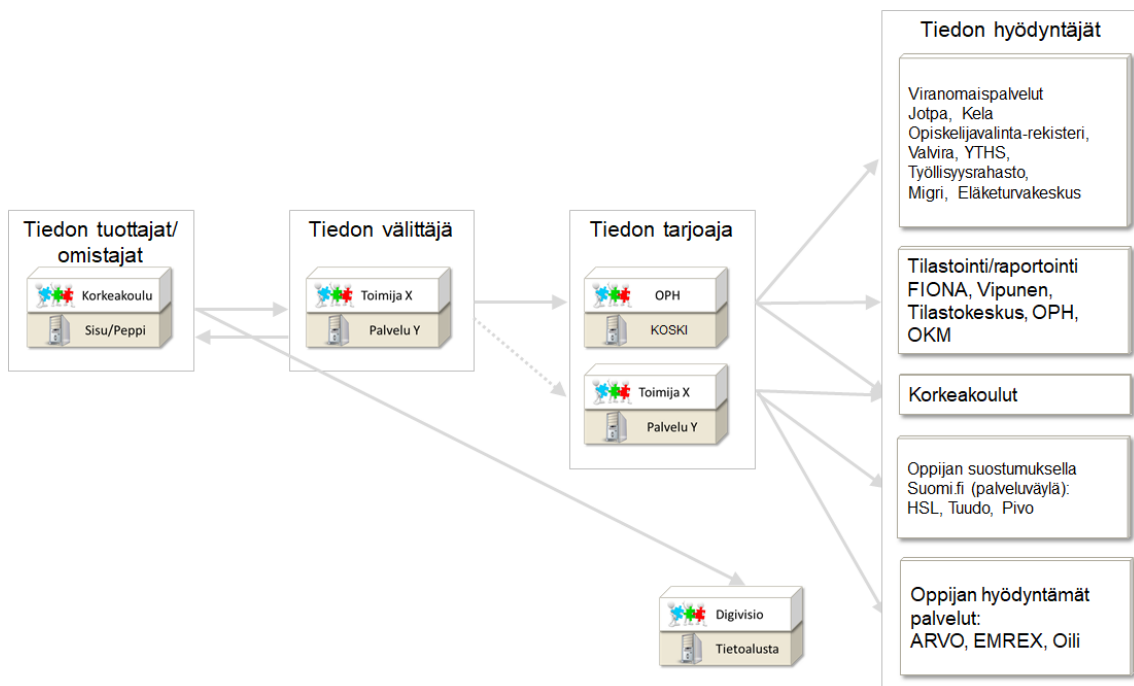 Tiedon tuottajat/
omistajat
Korkeakoulu
Sisu/Peppi
Tiedon välittäjä
Toimija X
Palvelu Y
Tiedon tarjoaja
OPH
KOSKI
Toimija X
Palvelu Y
Digivisio
Tietoalusta
Tiedon hyödyntäjät
Viranomaispalvelut
Jotpa, Kela
Opiskelijavalinta-rekisteri,
Valvira, YTHS,
Työllisyysrahasto,
Migri, Eläketurvakeskus
Tilastointi/raportointi
FIONA, Vipunen,
Tilastokeskus, OPH,
OKM
Korkeakoulut
Oppijan suostumuksella
Suomi.fi (palveluväylä):
HSL, Tuudo, Pivo
Oppijan hyödyntämät
palvelut:
ARVO, EMREX, Oili